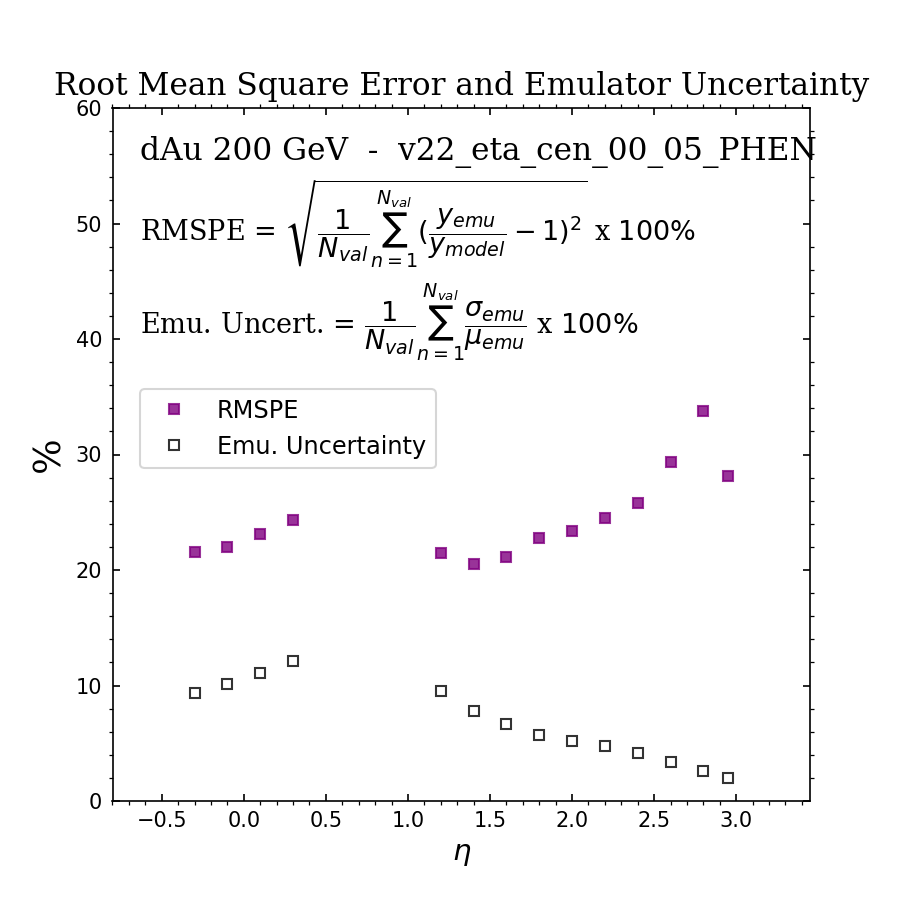 Root Mean Square Error and Emulator Uncertainty
dAu 200 GeV - v22_eta_cen_00_05_PHEN
RMSPE = √( 1/N_val ∑_{n=1}^{N_val} (y_emu/y_model − 1)² ) x 100%
Emu. Uncert. = 1/N_val ∑_{n=1}^{N_val} σ_emu/μ_emu x 100%
RMSPE
Emu. Uncertainty
%
60
50
40
30
20
10
0
−0.5 0.0 0.5 1.0 1.5 2.0 2.5 3.0
η